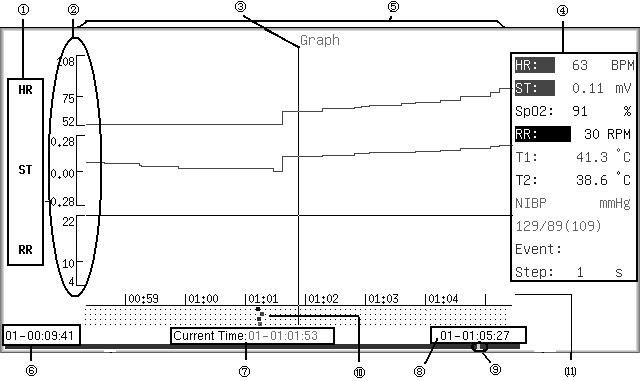 ① ② ③ ⑤ ④
Graph
HR
ST
RR
108
75
52
0.28
0.00
-0.28
22
10
4
HR: 63 BPM
ST: 0.11 mV
SpO2: 91 %
RR: 30 RPM
T1: 41.3 °C
T2: 38.6 °C
NIBP mmHg
129/89(109)
Event:
Step: 1 s
00:59 01:00 01:01 01:02 01:03 01:04
01-00:09:41
Current Time:01-01:01:53
01-01:05:27
⑥ ⑦ ⑩ ⑧ ⑨ (11)